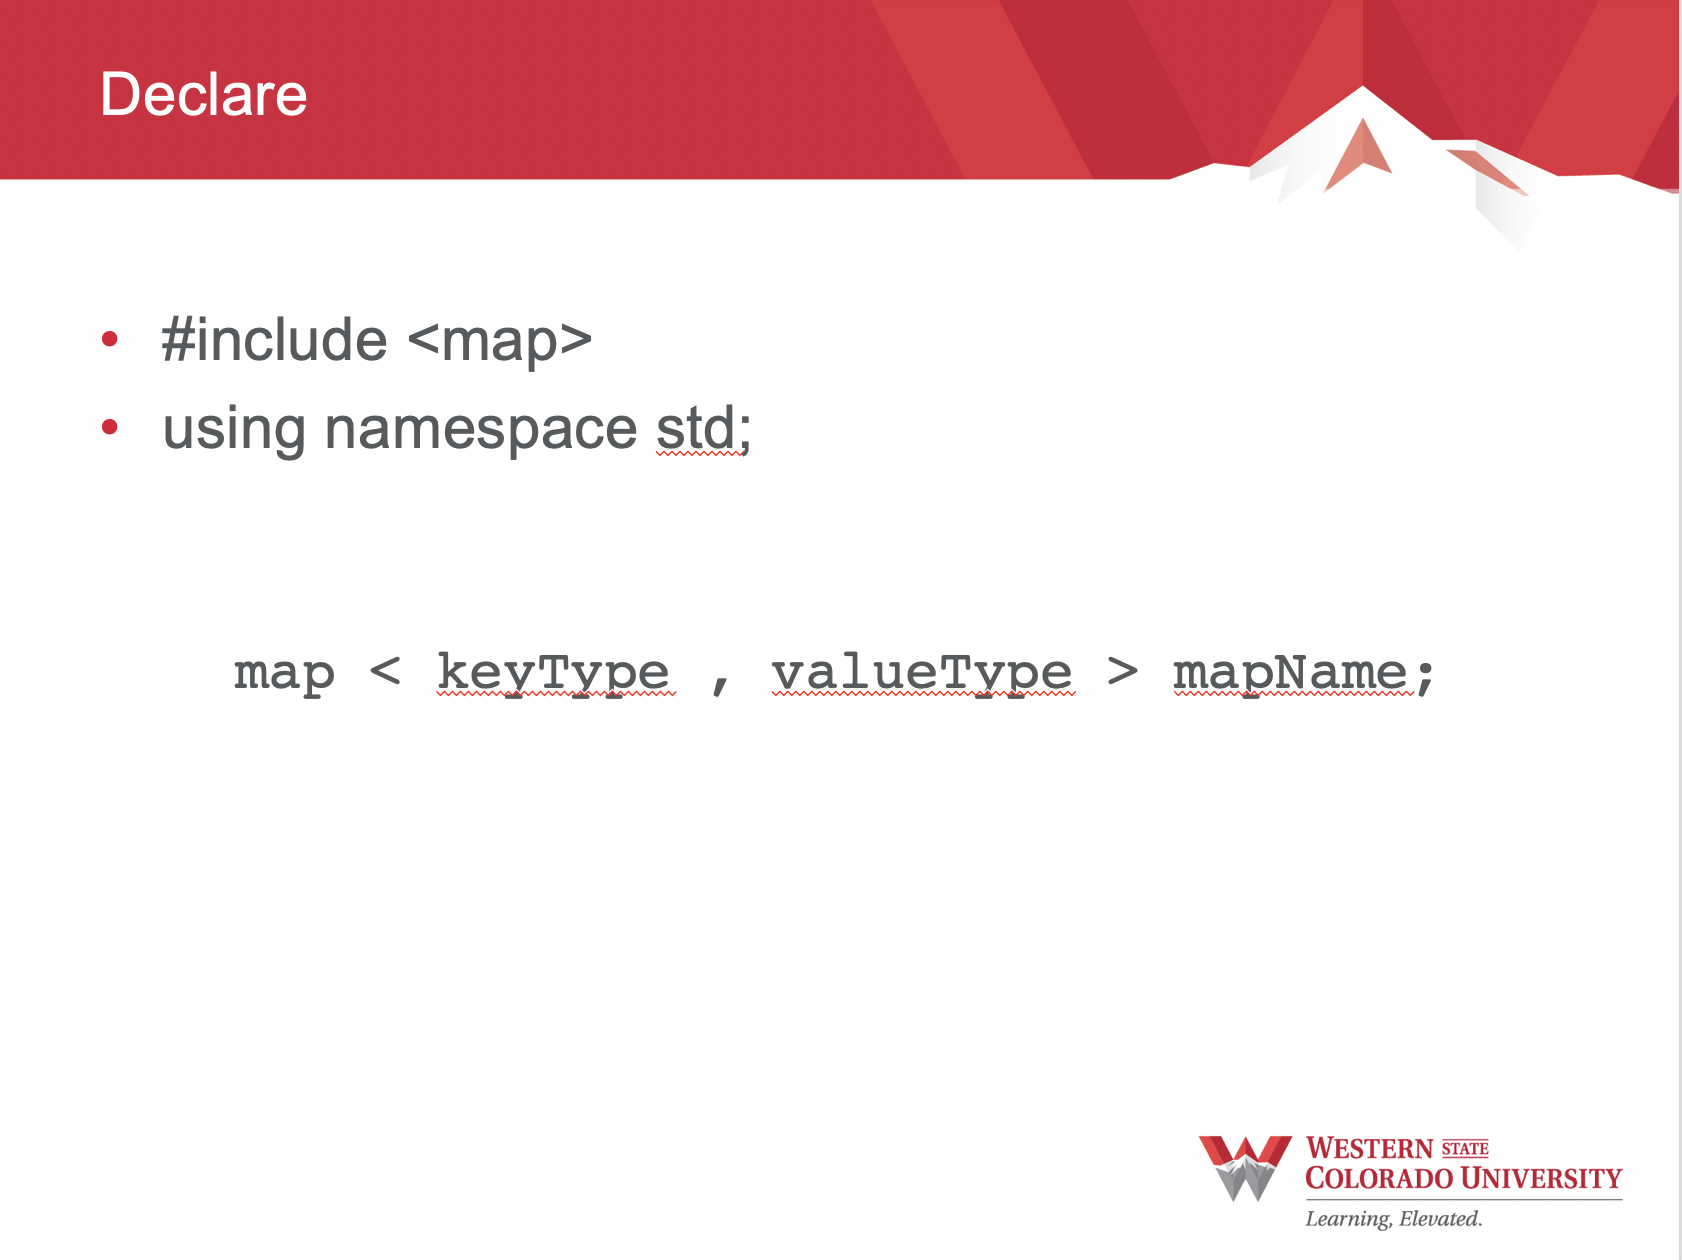 Declare
• #include <map>
• using namespace std;
map < keyType , valueType > mapName;
WESTERN STATE
COLORADO UNIVERSITY
Learning, Elevated.